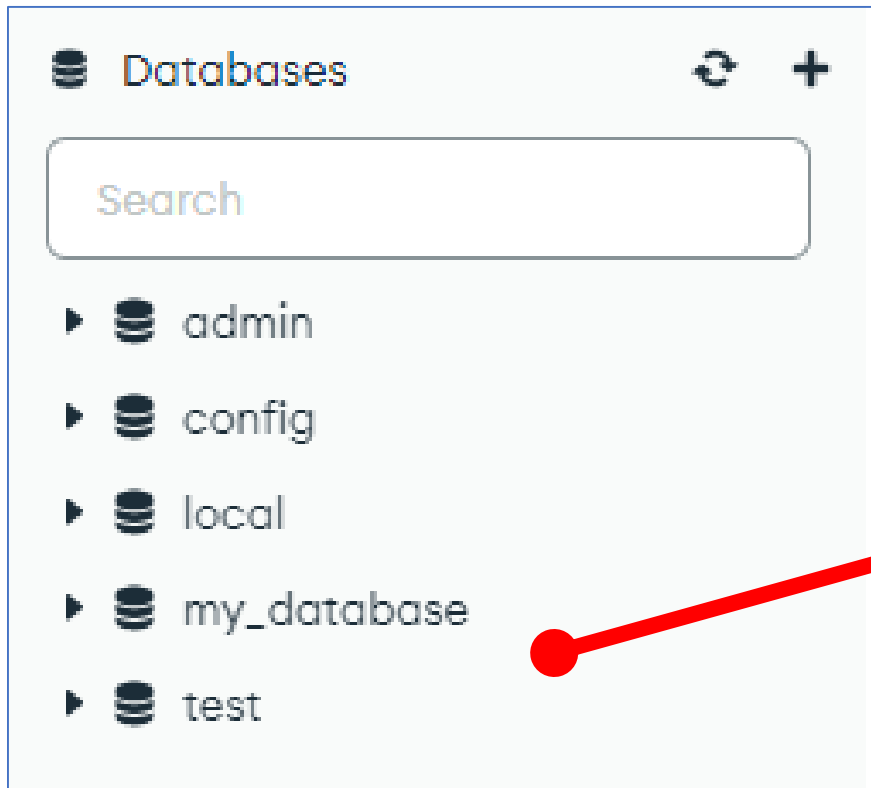 Databases
Search
admin
config
local
my_database
test